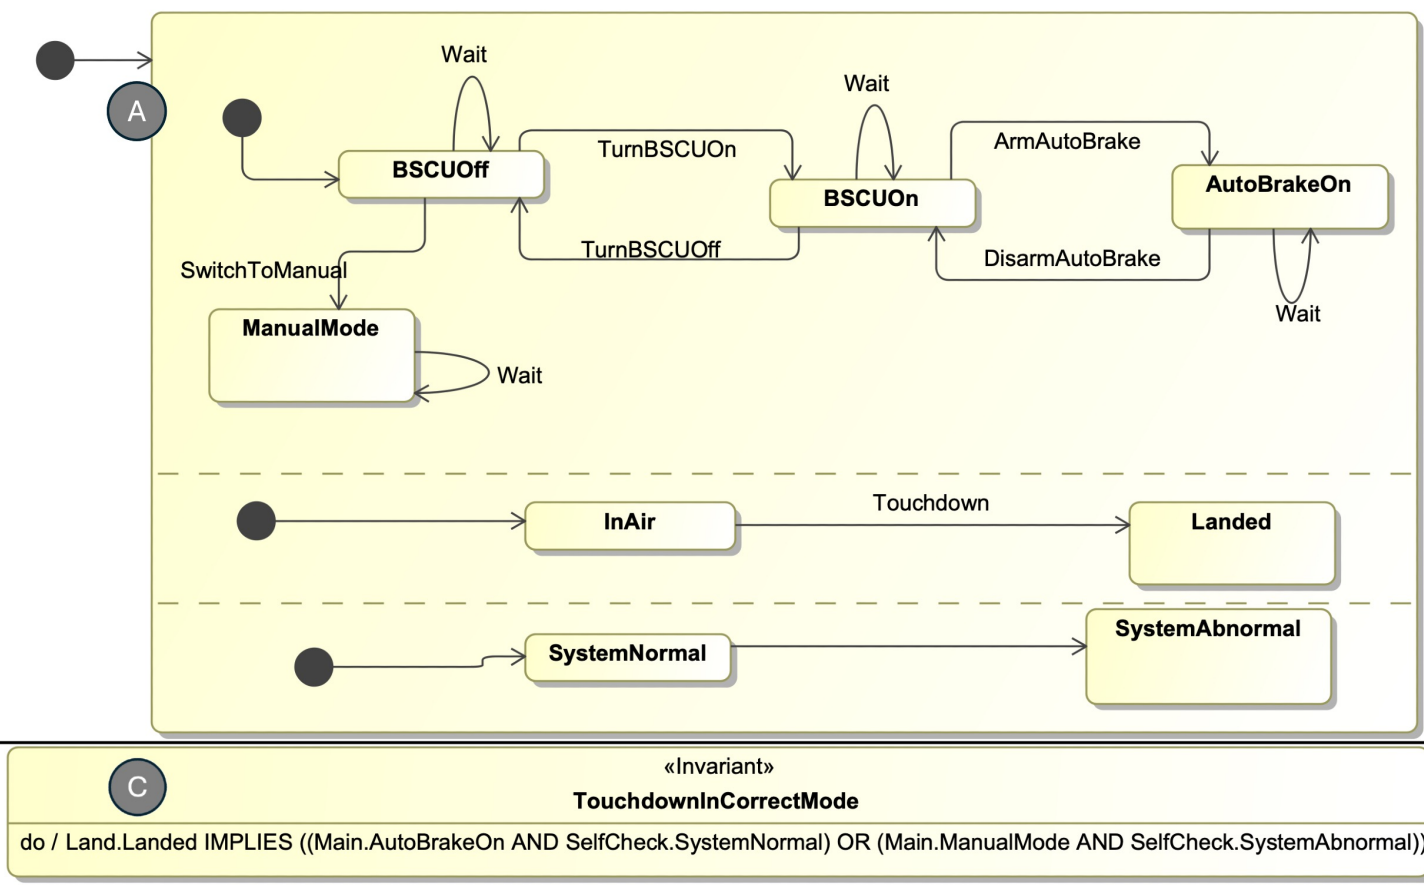 A
Wait
Wait
BSCUOff
TurnBSCUOn
BSCUOn
ArmAutoBrake
AutoBrakeOn
TurnBSCUOff
DisarmAutoBrake
SwitchToManual
Wait
ManualMode
Wait
InAir
Touchdown
Landed
SystemNormal
SystemAbnormal
C
«Invariant»
TouchdownInCorrectMode
do / Land.Landed IMPLIES ((Main.AutoBrakeOn AND SelfCheck.SystemNormal) OR (Main.ManualMode AND SelfCheck.SystemAbnormal))